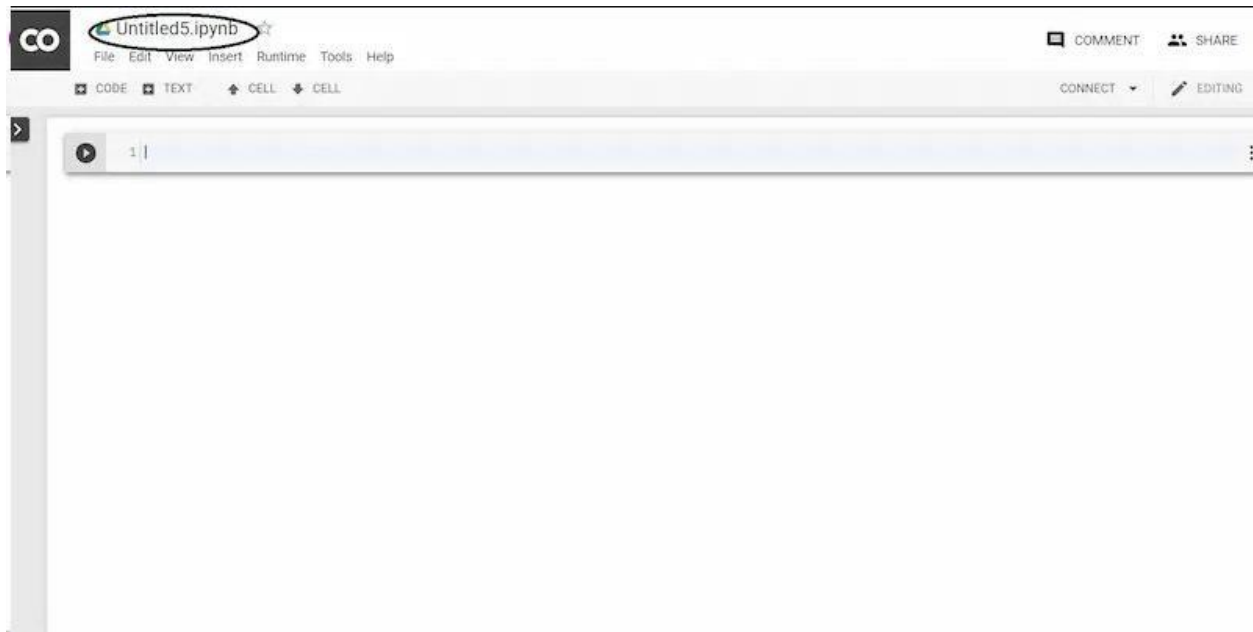 CO
Untitled5.ipynb
File Edit View Insert Runtime Tools Help
COMMENT SHARE
CODE TEXT CELL CELL
CONNECT EDITING
1